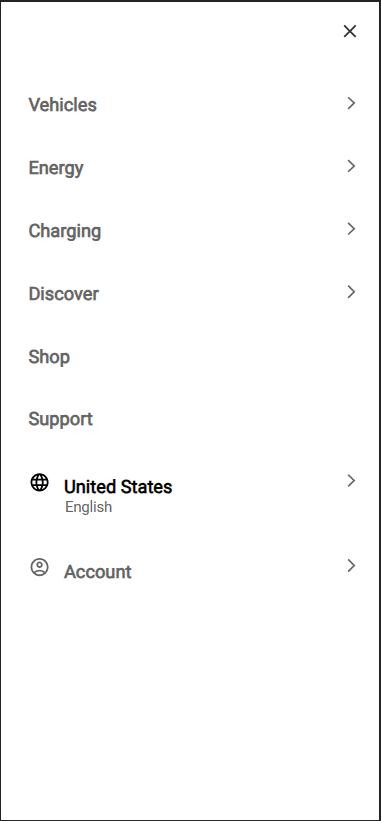 Vehicles
Energy
Charging
Discover
Shop
Support
United States
English
Account